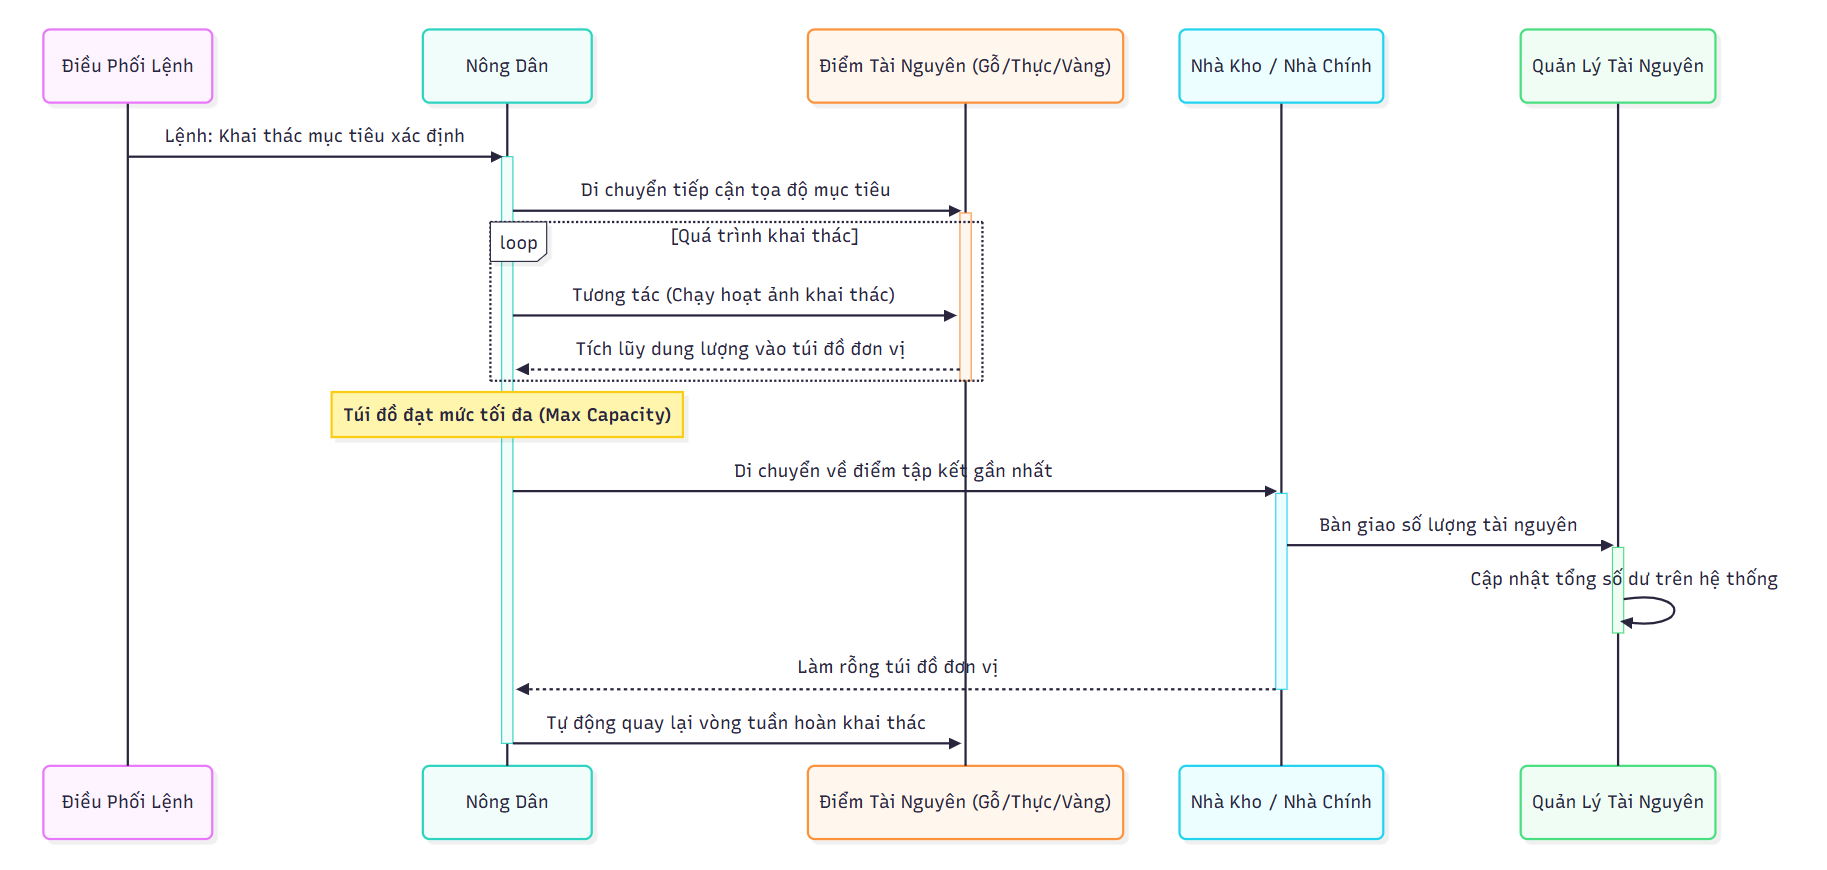 Điều Phối Lệnh
Nông Dân
Điểm Tài Nguyên (Gỗ/Thực/Vàng)
Nhà Kho / Nhà Chính
Quản Lý Tài Nguyên
Lệnh: Khai thác mục tiêu xác định
Di chuyển tiếp cận tọa độ mục tiêu
loop
[Quá trình khai thác]
Tương tác (Chạy hoạt ảnh khai thác)
Tích lũy dung lượng vào túi đồ đơn vị
Túi đồ đạt mức tối đa (Max Capacity)
Di chuyển về điểm tập kết gần nhất
Bàn giao số lượng tài nguyên
Cập nhật tổng số dư trên hệ thống
Làm rỗng túi đồ đơn vị
Tự động quay lại vòng tuần hoàn khai thác
Điều Phối Lệnh
Nông Dân
Điểm Tài Nguyên (Gỗ/Thực/Vàng)
Nhà Kho / Nhà Chính
Quản Lý Tài Nguyên